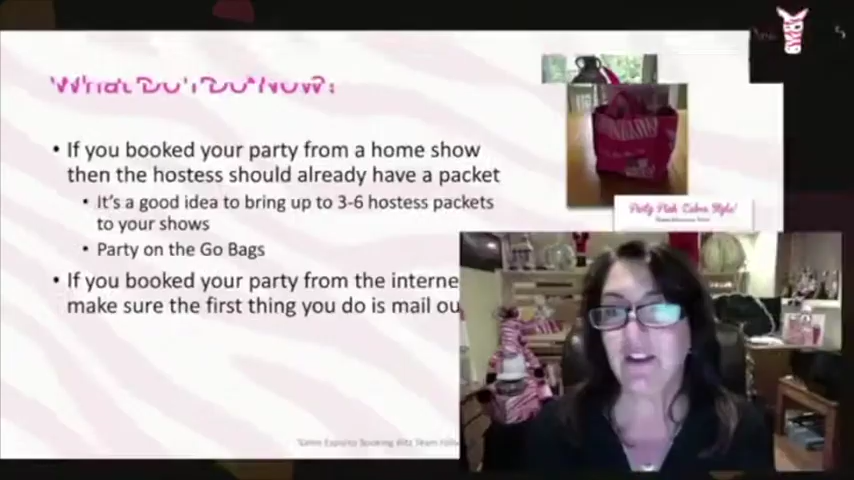 What Do I Do Now?
• If you booked your party from a home show
then the hostess should already have a packet
• It's a good idea to bring up to 3-6 hostess packets
to your shows
• Party on the Go Bags
• If you booked your party from the interne
make sure the first thing you do is mail ou
Party Pink Zebra Style!
Booking Blitz Team